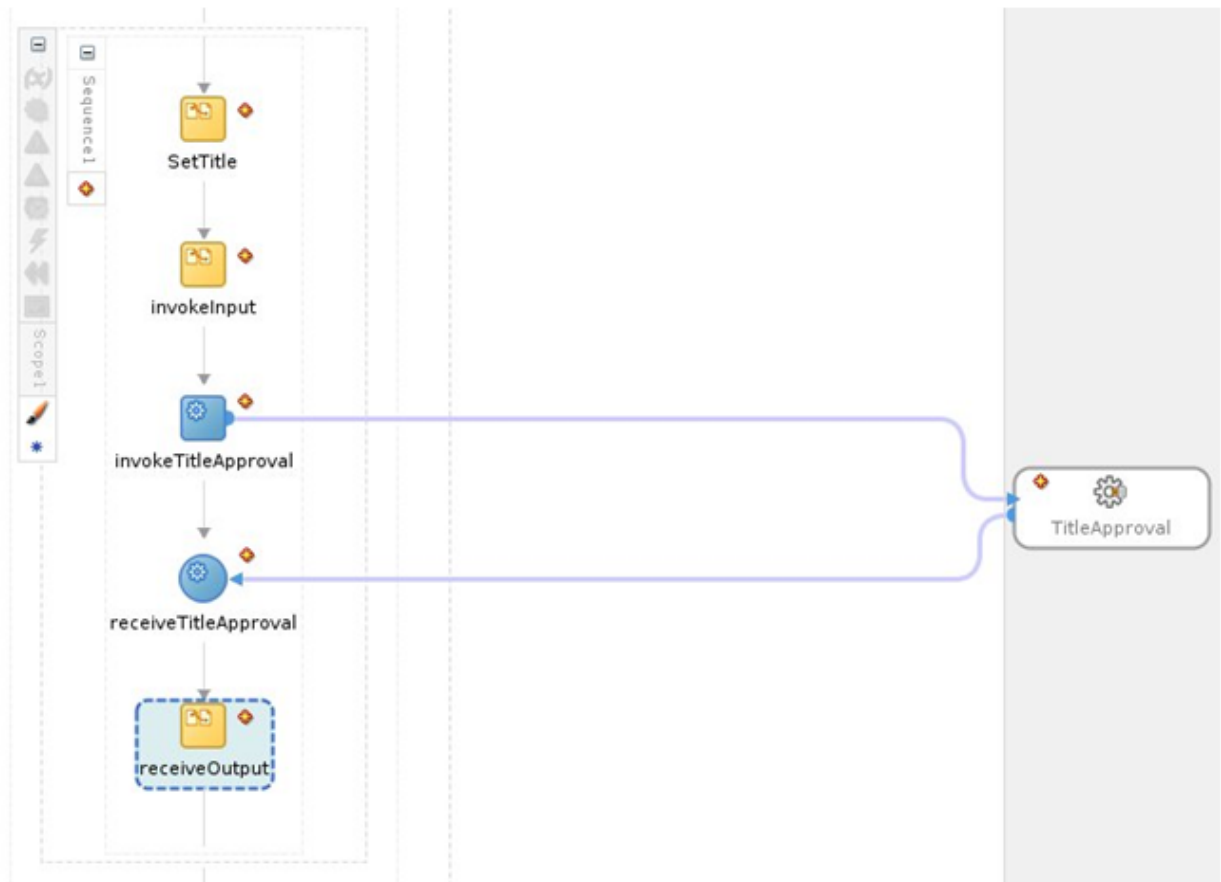 Sequence1
Scope1
SetTitle
invokeInput
invokeTitleApproval
receiveTitleApproval
receiveOutput
TitleApproval